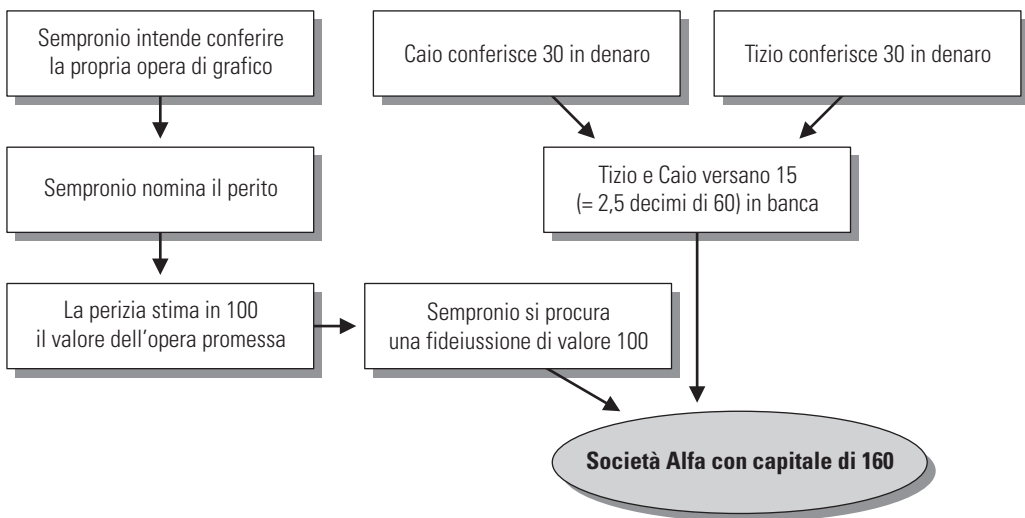 Sempronio intende conferire
la propria opera di grafico
Caio conferisce 30 in denaro
Tizio conferisce 30 in denaro
Sempronio nomina il perito
Tizio e Caio versano 15
(= 2,5 decimi di 60) in banca
La perizia stima in 100
il valore dell'opera promessa
Sempronio si procura
una fideiussione di valore 100
Società Alfa con capitale di 160